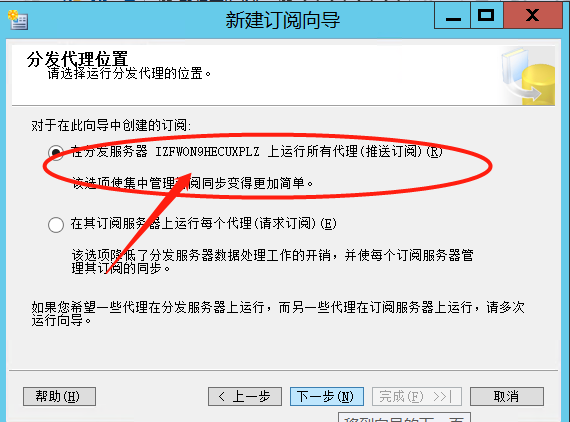 新建订阅向导
分发代理位置
请选择运行分发代理的位置。
对于在此向导中创建的订阅:
在分发服务器 IZFWON9HECUXPLZ 上运行所有代理(推送订阅)(R)
该选项使集中管理订阅同步变得更加简单。
在其订阅服务器上运行每个代理(请求订阅)(E)
该选项降低了分发服务器数据处理工作的开销,并使每个订阅服务器管
理其订阅的同步。
如果您希望一些代理在分发服务器上运行,而另一些代理在订阅服务器上运行,请多次
运行向导。
帮助(H)
< 上一步
下一步(N)
完成(F) >>|
取消
移到向导的下一页